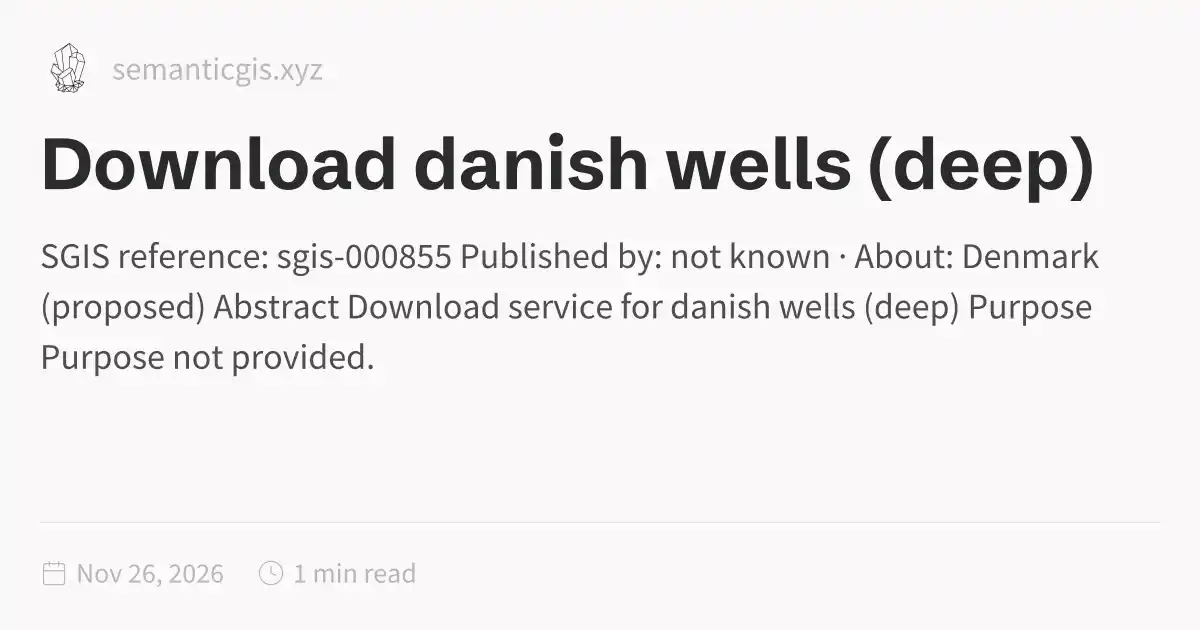 semanticgis.xyz
Download danish wells (deep)
SGIS reference: sgis-000855 Published by: not known · About: Denmark
(proposed) Abstract Download service for danish wells (deep) Purpose
Purpose not provided.
Nov 26, 2026 1 min read